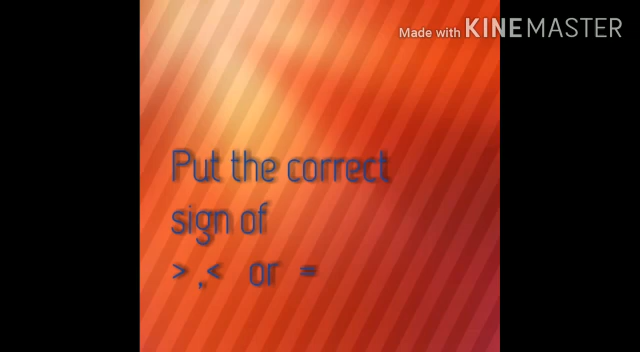 Made with KINEMASTER
Put the correct
sign of
> ,< or =